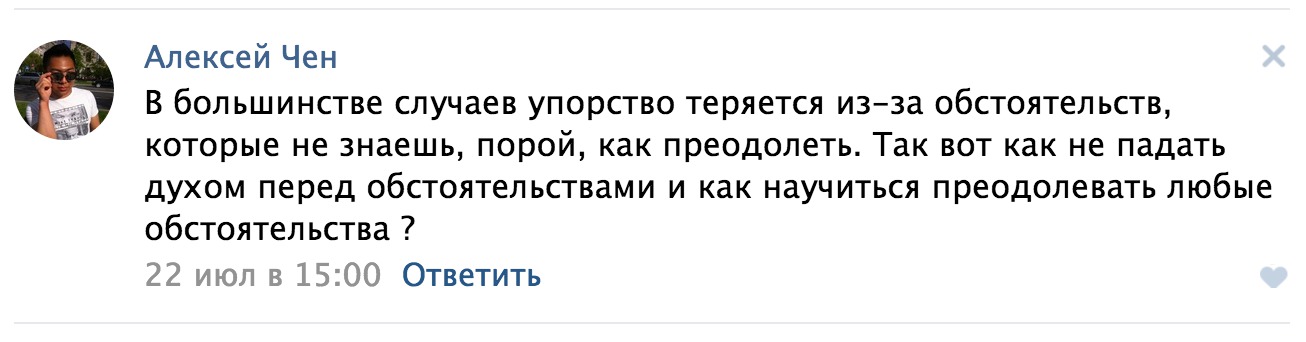 Алексей Чен
В большинстве случаев упорство теряется из-за обстоятельств,
которые не знаешь, порой, как преодолеть. Так вот как не падать
духом перед обстоятельствами и как научиться преодолевать любые
обстоятельства ?
22 июл в 15:00 Ответить